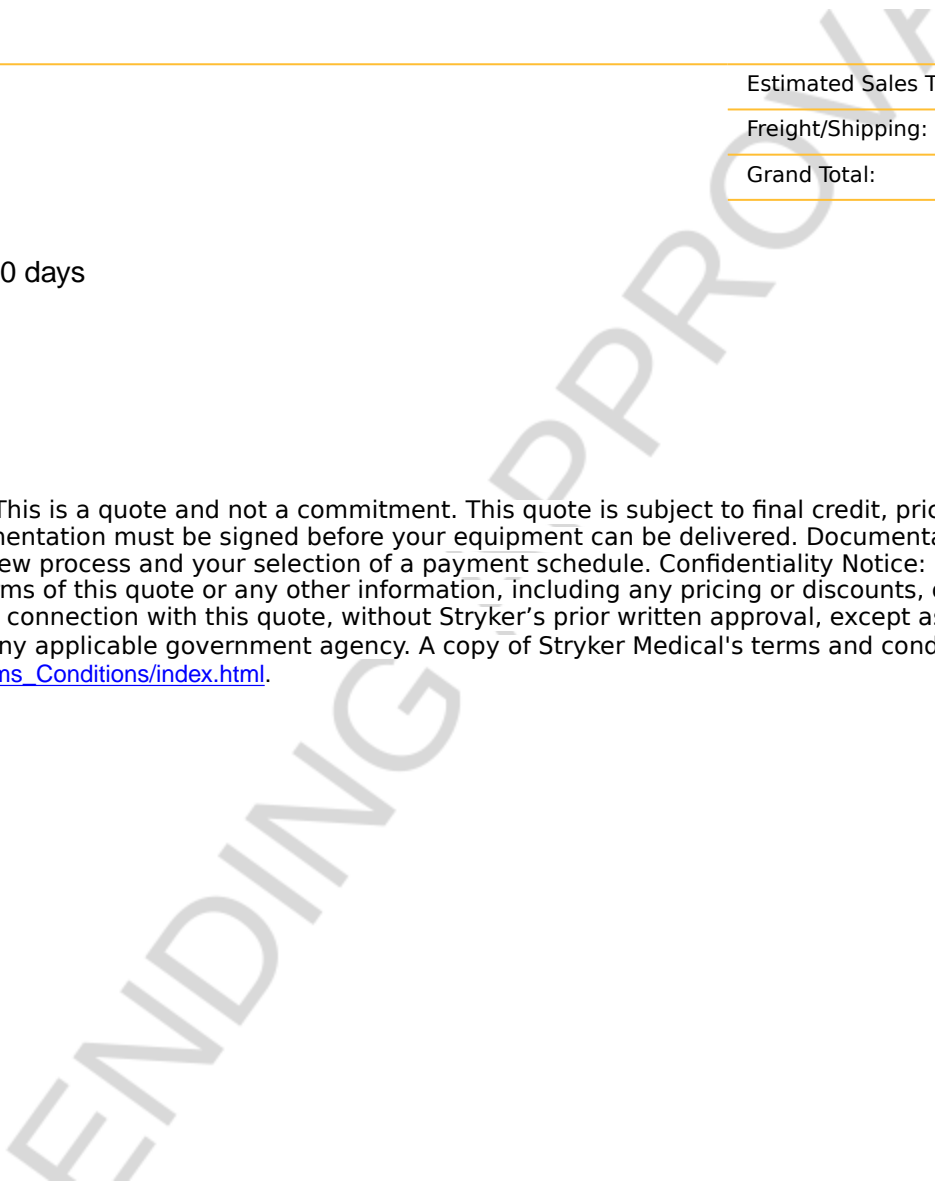 Estimated Sales T
Freight/Shipping:
Grand Total:
0 days
This is a quote and not a commitment. This quote is subject to final credit, pric
mentation must be signed before your equipment can be delivered. Documenta
ew process and your selection of a payment schedule. Confidentiality Notice:
ms of this quote or any other information, including any pricing or discounts,
connection with this quote, without Stryker’s prior written approval, except as
ny applicable government agency. A copy of Stryker Medical's terms and cond
ms_Conditions/index.html.
ENDING APPROVA